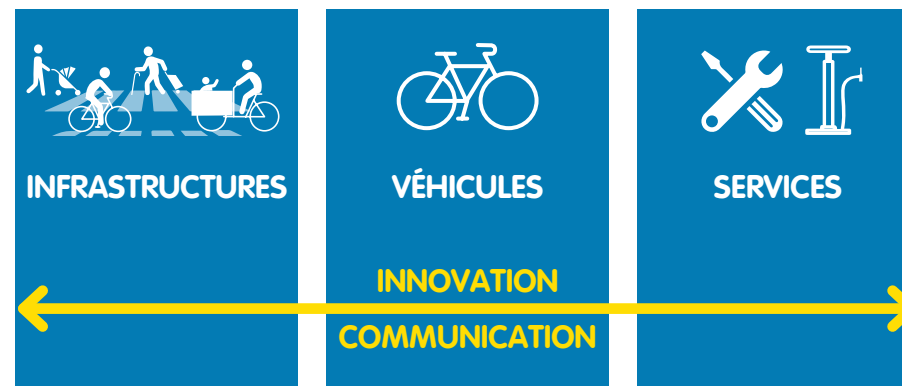 INFRASTRUCTURES
VÉHICULES
SERVICES
INNOVATION
COMMUNICATION